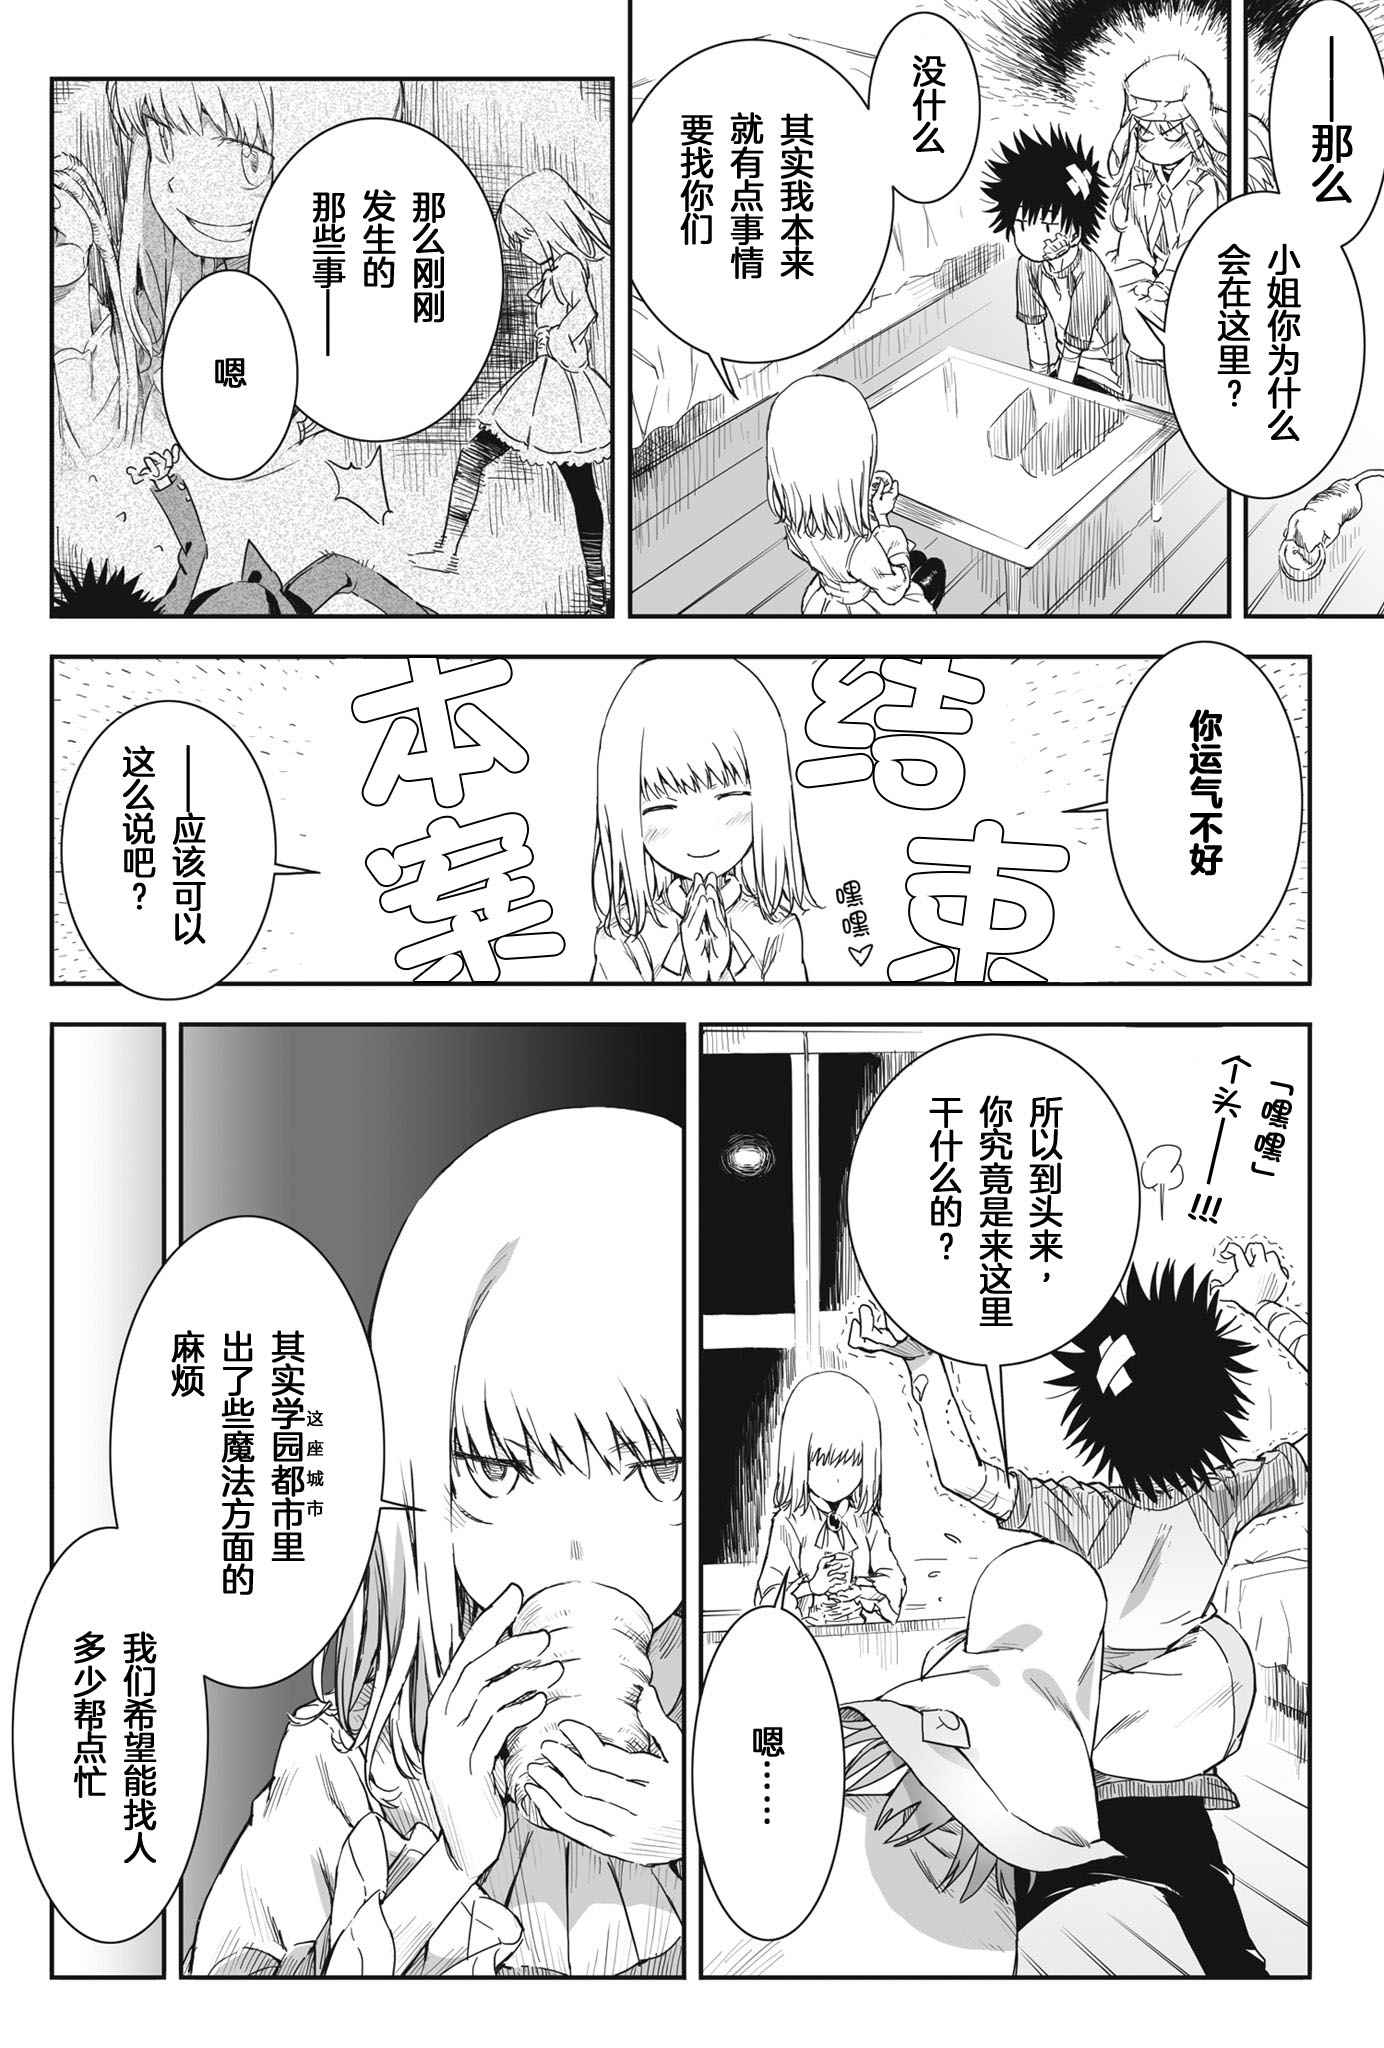 ——那么
小姐你为什么
会在这里？
没什么
其实我本来
就有点事情
要找你们
那么刚刚
发生的
那些事——
嗯
你运气不好
结束
嘿嘿♡
本案
——应该可以
这么说吧？
「嘿嘿」
个头——!!!
所以到头来，
你究竟是来这里
干什么的？
嗯……
这座城市
其实学园都市里
出了些魔法方面的
麻烦
我们希望能找人
多少帮点忙